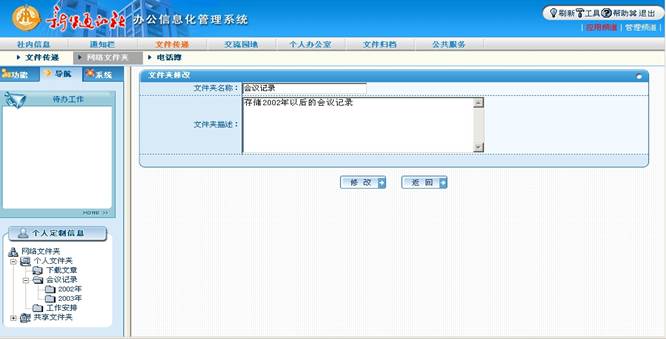 新华通讯社 办公信息化管理系统
刷新 工具 帮助 退出
| 应用频道 | 管理频道 |
社内信息 通知栏 文件传递 交流园地 个人办公室 文件归档 公共服务
文件传递 网络文件夹 电话簿
功能 导航 系统
待办工作
HOME >>
个人定制信息
网络文件夹
个人文件夹
下载文章
会议记录
2002年
2003年
工作安排
共享文件夹
文件夹修改
文件夹名称： 会议记录
文件夹描述： 存储2002年以后的会议记录
修 改 返 回